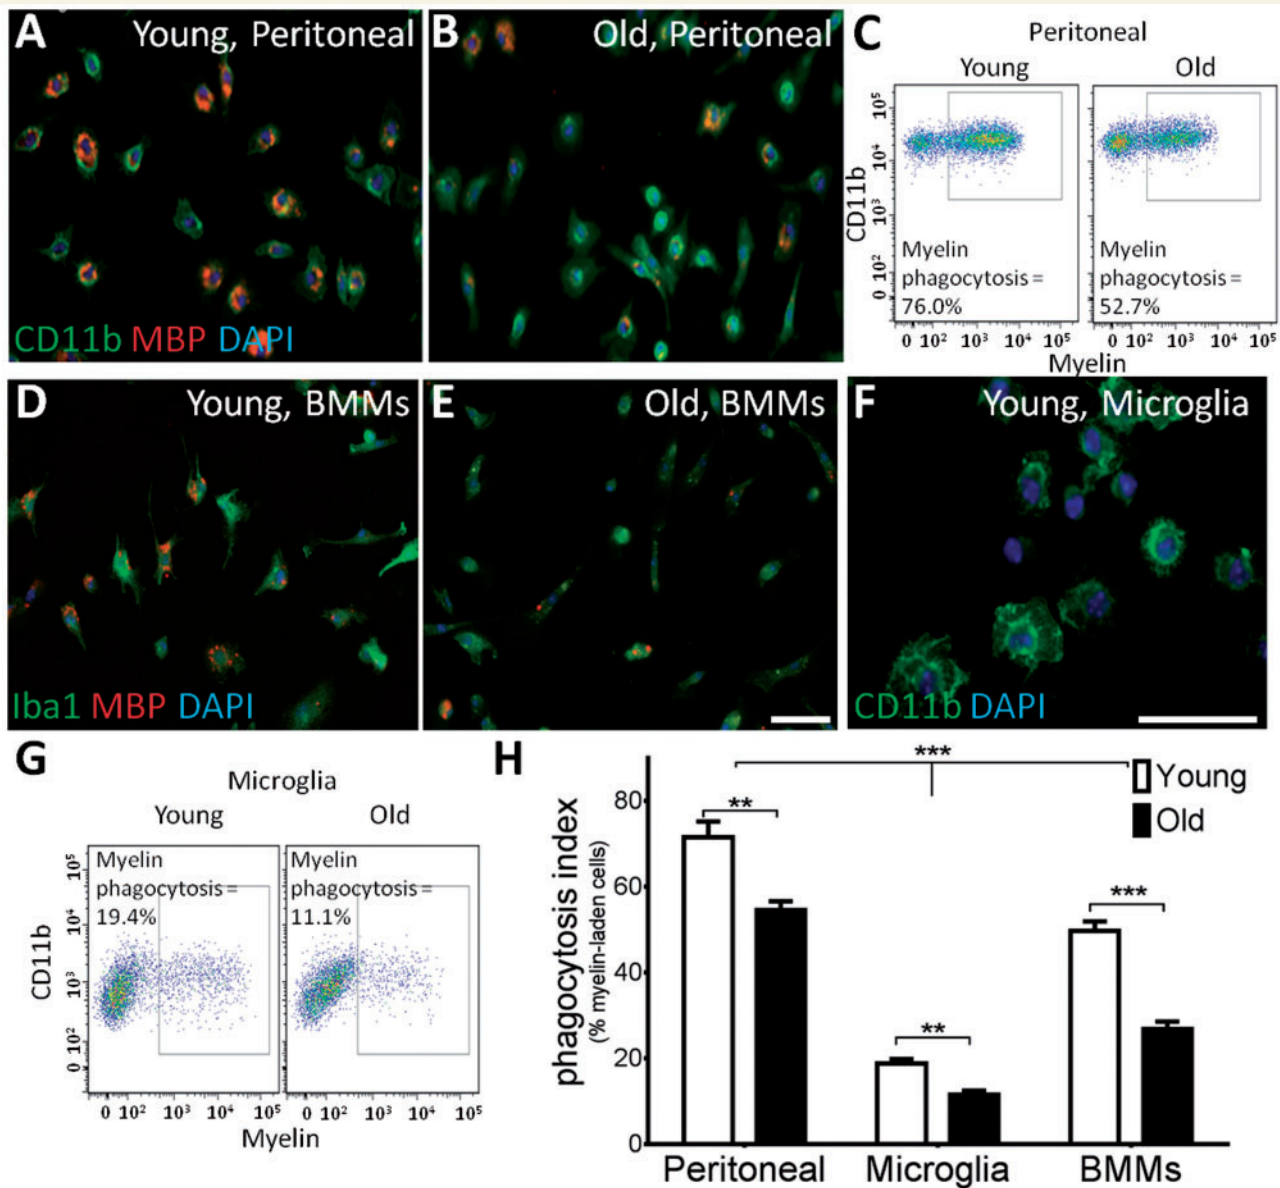 A Young, Peritoneal
B Old, Peritoneal
CD11b MBP DAPI
C
Peritoneal
Young Old
CD11b
10⁵
10⁴
10³
10²
0
Myelin
phagocytosis =
76.0%
Myelin
phagocytosis =
52.7%
0 10² 10³ 10⁴ 10⁵
0 10² 10³ 10⁴ 10⁵
Myelin
D Young, BMMs
Iba1 MBP DAPI
E Old, BMMs
F Young, Microglia
CD11b DAPI
G
Microglia
Young Old
CD11b
10⁵
10⁴
10³
10²
0
Myelin
phagocytosis =
19.4%
Myelin
phagocytosis =
11.1%
0 10² 10³ 10⁴ 10⁵
0 10² 10³ 10⁴ 10⁵
Myelin
H
phagocytosis index
(% myelin-laden cells)
80
60
40
20
0
***
**
**
***
Young
Old
Peritoneal Microglia BMMs